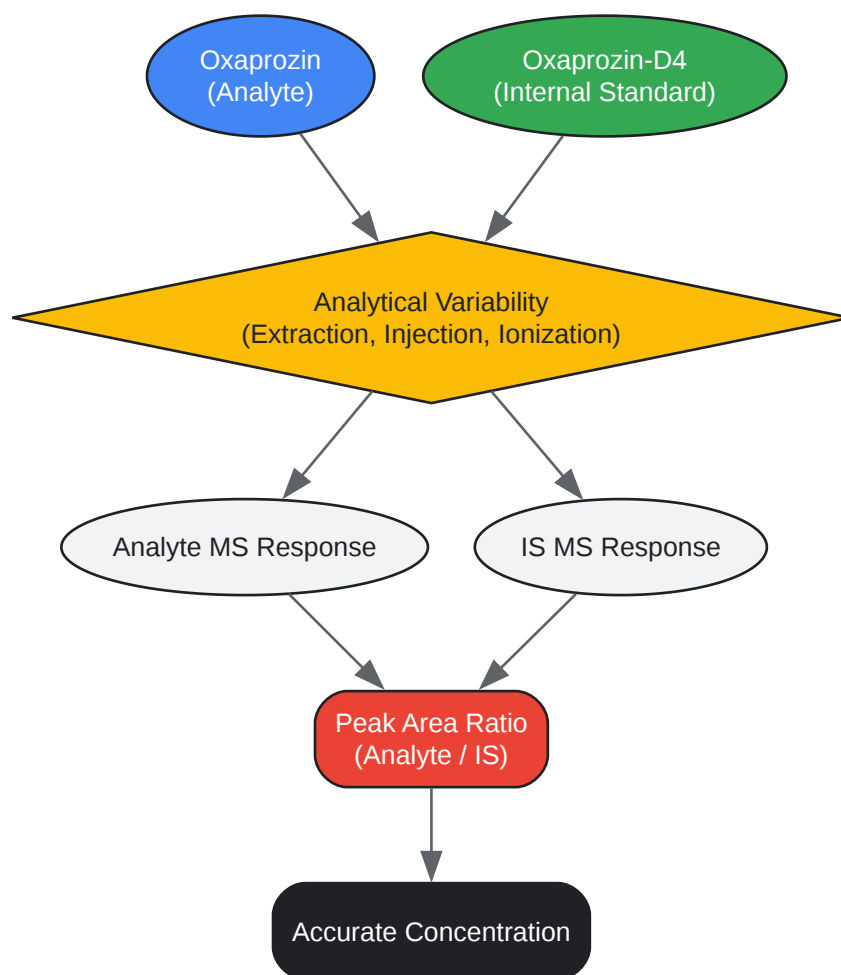 Oxaprozin
(Analyte)
Oxaprozin-D4
(Internal Standard)
Analytical Variability
(Extraction, Injection, Ionization)
Analyte MS Response
IS MS Response
Peak Area Ratio
(Analyte / IS)
Accurate Concentration